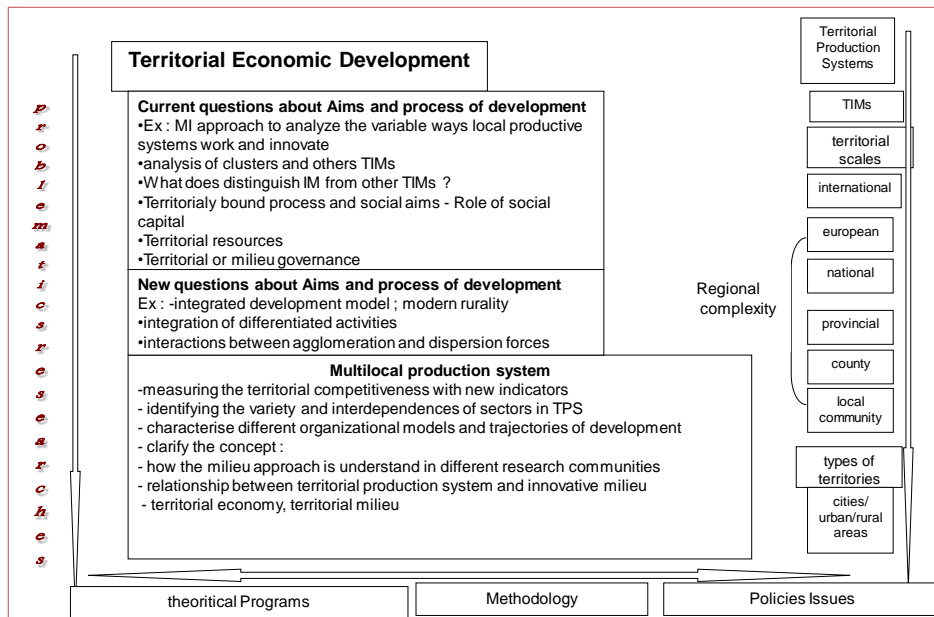 Territorial Economic Development
Current questions about Aims and process of development
•Ex : MI approach to analyze the variable ways local productive
systems work and innovate
•analysis of clusters and others TIMs
•What does distinguish IM from other TIMs ?
•Territorialy bound process and social aims - Role of social
capital
•Territorial resources
•Territorial or milieu governance
New questions about Aims and process of development
Ex : -integrated development model ; modern rurality
•integration of differentiated activities
•interactions between agglomeration and dispersion forces
Multilocal production system
-measuring the territorial competitiveness with new indicators
- identifying the variety and interdependences of sectors in TPS
- characterise different organizational models and trajectories of development
- clarify the concept :
- how the milieu approach is understand in different research communities
- relationship between territorial production system and innovative milieu
- territorial economy, territorial milieu
problematicsresearches
Territorial
Production
Systems
TIMs
territorial
scales
international
european
national
Regional
complexity
provincial
county
local
community
types of
territories
cities/
urban/rural
areas
theoritical Programs
Methodology
Policies Issues